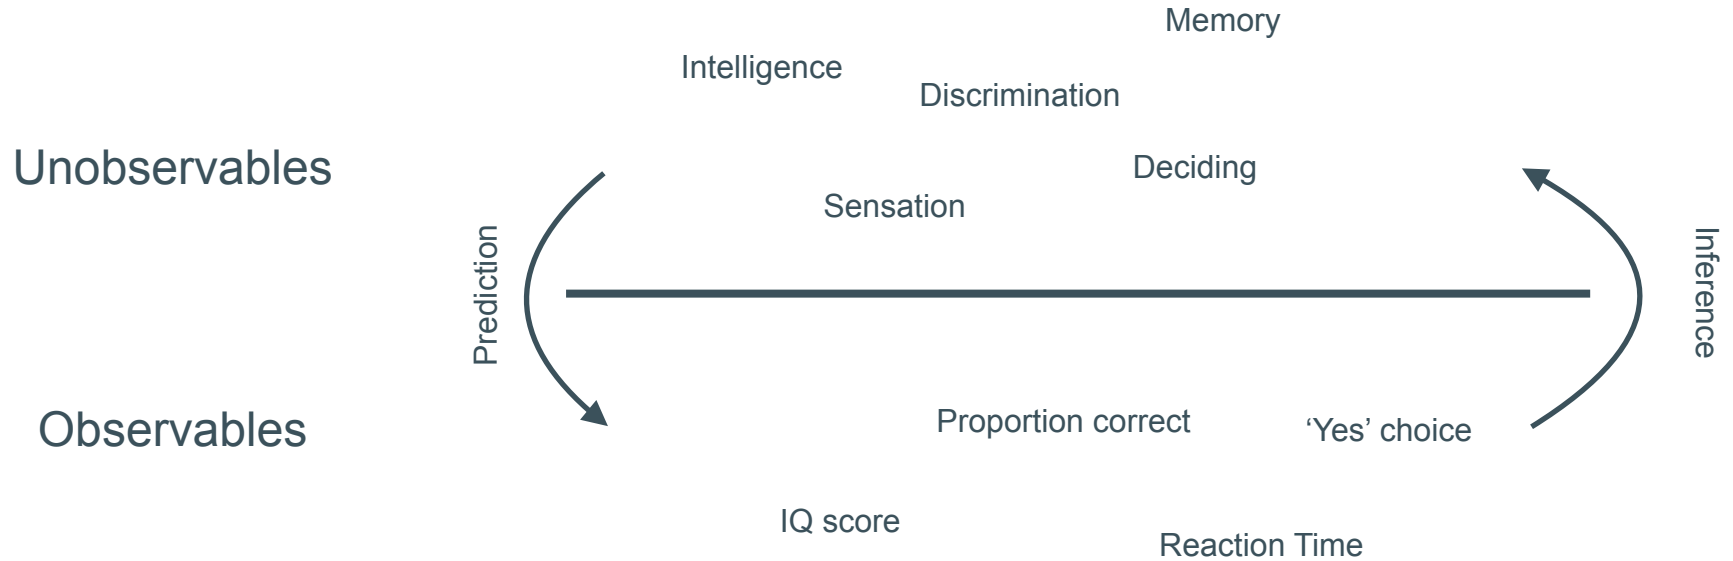 Memory
Intelligence
Discrimination
Unobservables
Deciding
Sensation
Prediction
Inference
Observables
Proportion correct
‘Yes’ choice
IQ score
Reaction Time